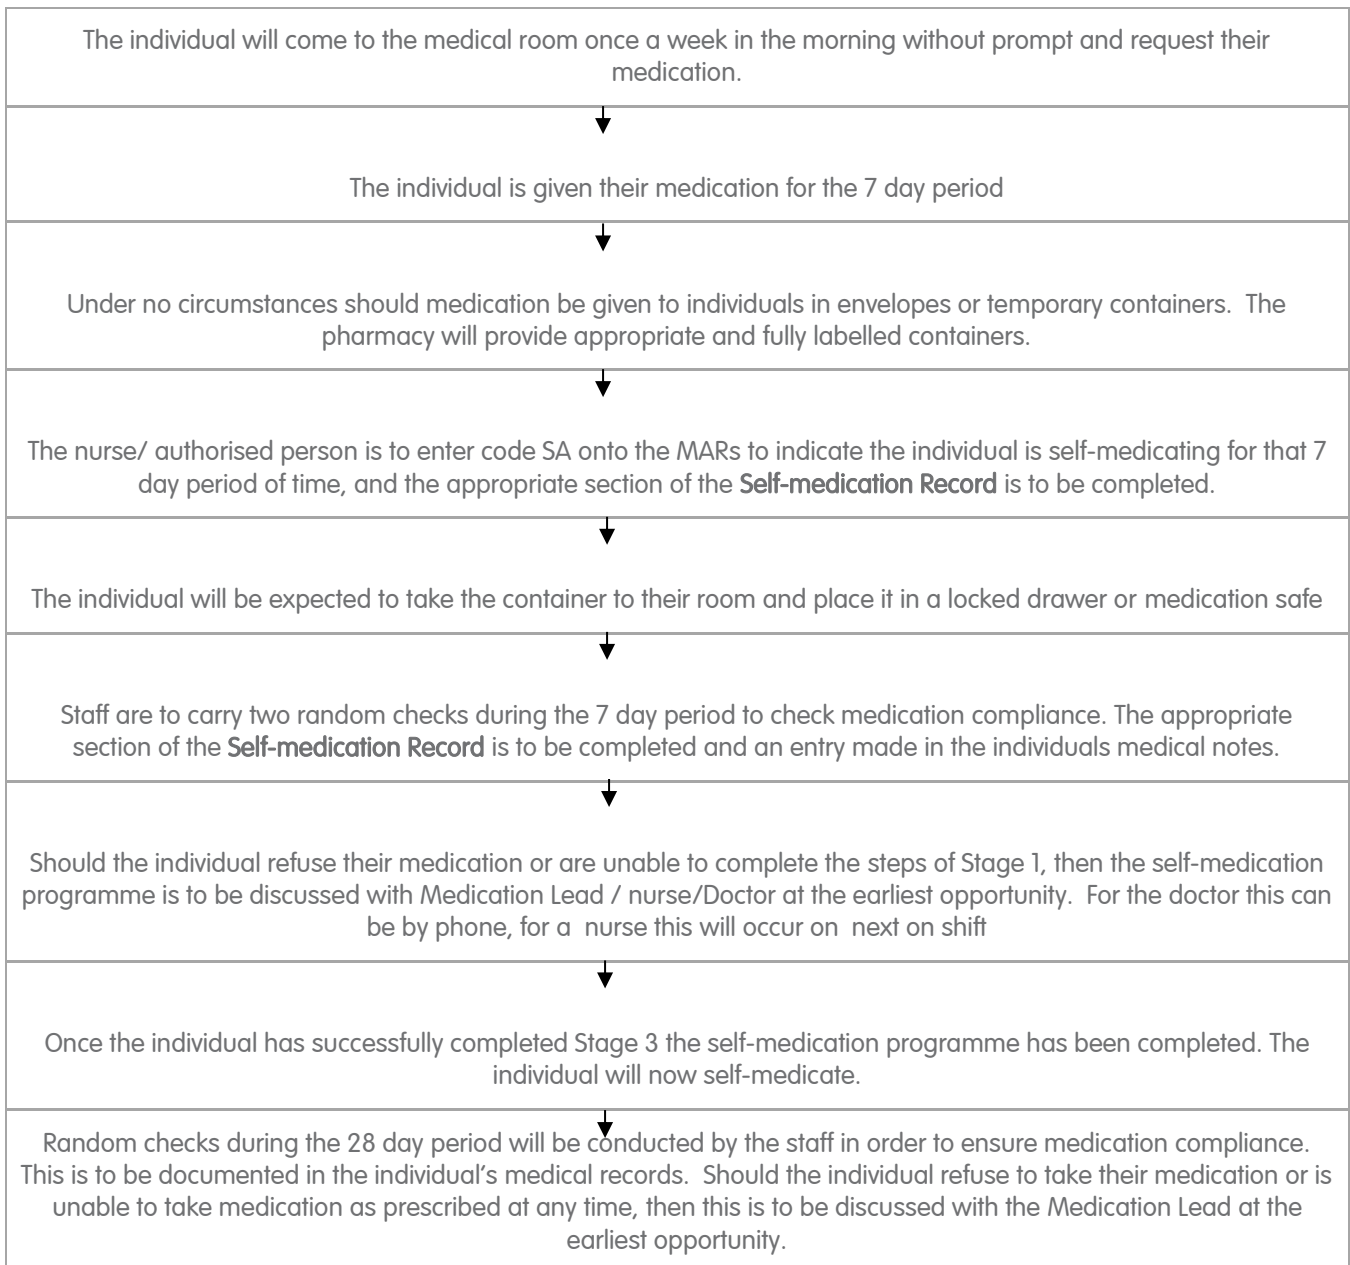 The individual will come to the medical room once a week in the morning without prompt and request their
medication.
The individual is given their medication for the 7 day period
Under no circumstances should medication be given to individuals in envelopes or temporary containers.  The
pharmacy will provide appropriate and fully labelled containers.
The nurse/ authorised person is to enter code SA onto the MARs to indicate the individual is self-medicating for that 7
day period of time, and the appropriate section of the Self-medication Record is to be completed.
The individual will be expected to take the container to their room and place it in a locked drawer or medication safe
Staff are to carry two random checks during the 7 day period to check medication compliance. The appropriate
section of the Self-medication Record is to be completed and an entry made in the individuals medical notes.
Should the individual refuse their medication or are unable to complete the steps of Stage 1, then the self-medication
programme is to be discussed with Medication Lead / nurse/Doctor at the earliest opportunity.  For the doctor this can
be by phone, for a  nurse this will occur on  next on shift
Once the individual has successfully completed Stage 3 the self-medication programme has been completed. The
individual will now self-medicate.
Random checks during the 28 day period will be conducted by the staff in order to ensure medication compliance.
This is to be documented in the individual’s medical records.  Should the individual refuse to take their medication or is
unable to take medication as prescribed at any time, then this is to be discussed with the Medication Lead at the
earliest opportunity.